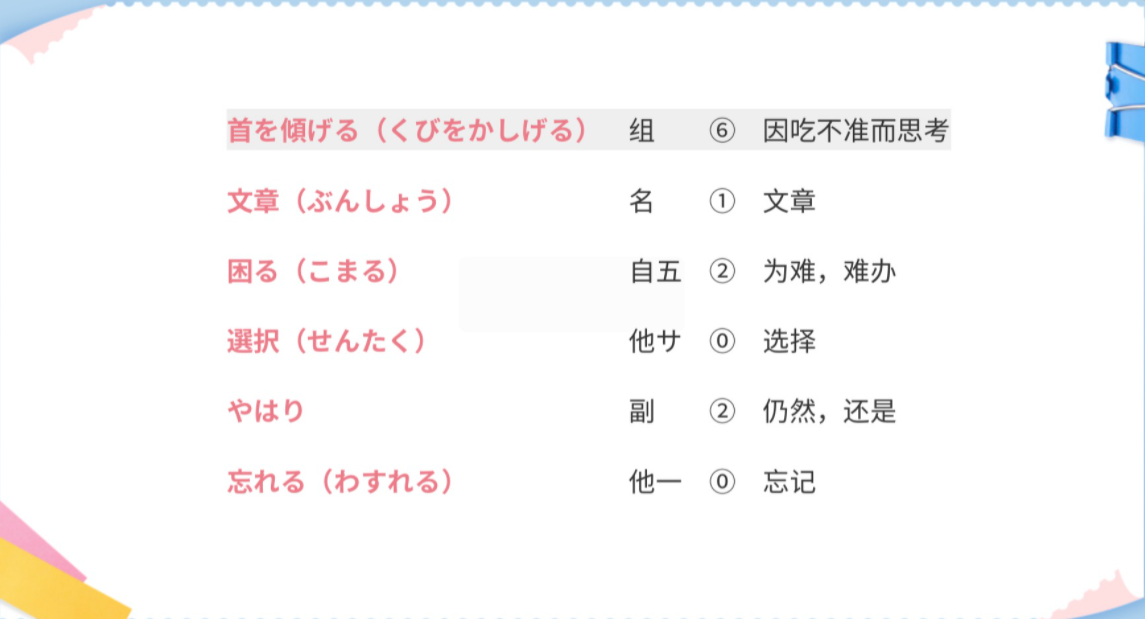 首を傾げる（くびをかしげる） 组 ⑥ 因吃不准而思考
文章（ぶんしょう） 名 ① 文章
困る（こまる） 自五 ② 为难，难办
選択（せんたく） 他サ ⓪ 选择
やはり 副 ② 仍然，还是
忘れる（わすれる） 他一 ⓪ 忘记